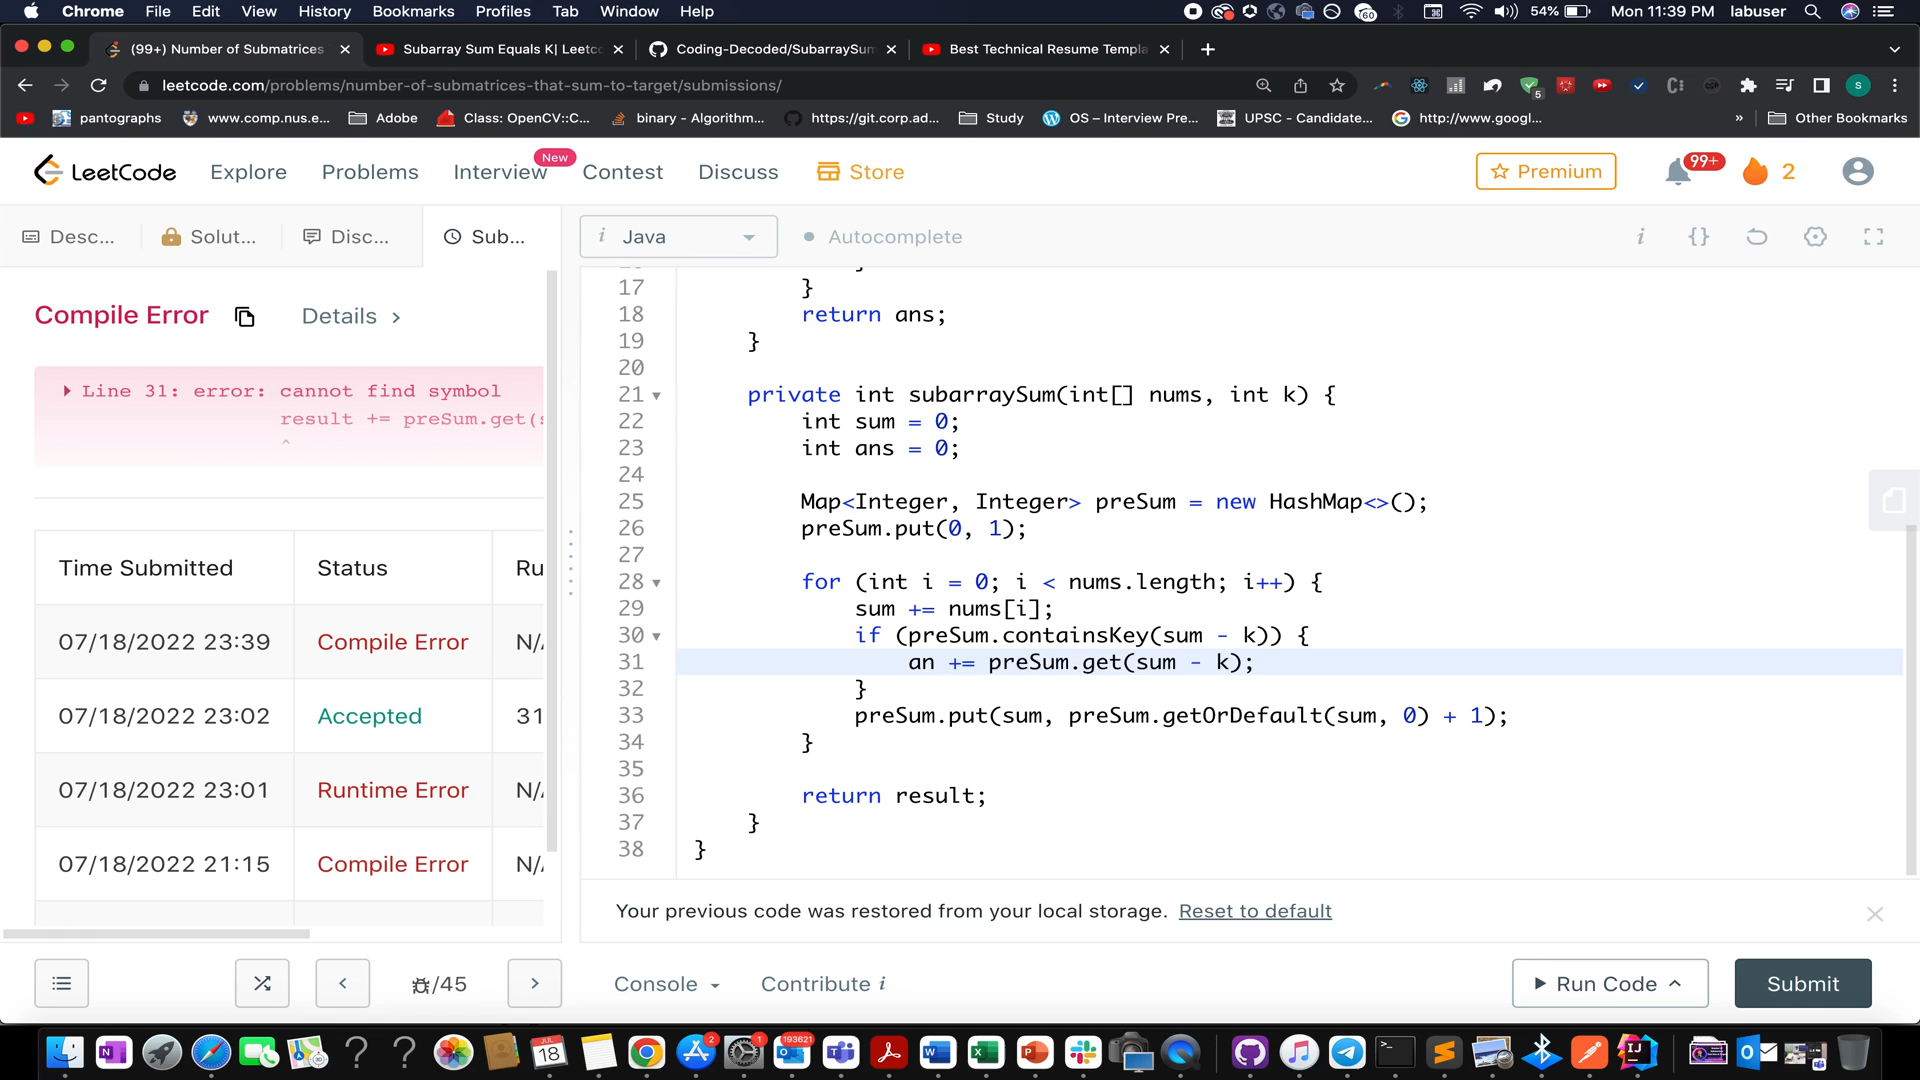 Chrome File Edit View History Bookmarks Profiles Tab Window Help 60 54% Mon 11:39 PM labuser
(99+) Number of Submatrices Subarray Sum Equals K| Leetc Coding-Decoded/SubarraySum Best Technical Resume Templa
leetcode.com/problems/number-of-submatrices-that-sum-to-target/submissions/ 5 S
pantographs www.comp.nus.e... Adobe Class: OpenCV::C... binary - Algorithm... https://git.corp.ad... Study OS – Interview Pre... UPSC - Candidate... http://www.googl... » Other Bookmarks
LeetCode Explore Problems Interview New Contest Discuss Store Premium 99+ 2
Desc... Solut... Disc... Sub... i Java Autocomplete
Compile Error Details >
Line 31: error: cannot find symbol
result += preSum.get(s
^
Time Submitted Status Ru
07/18/2022 23:39 Compile Error N/
07/18/2022 23:02 Accepted 31
07/18/2022 23:01 Runtime Error N/
07/18/2022 21:15 Compile Error N/
17 }
18 return ans;
19 }
20
21 private int subarraySum(int[] nums, int k) {
22 int sum = 0;
23 int ans = 0;
24
25 Map<Integer, Integer> preSum = new HashMap<>();
26 preSum.put(0, 1);
27
28 for (int i = 0; i < nums.length; i++) {
29 sum += nums[i];
30 if (preSum.containsKey(sum - k)) {
31 an += preSum.get(sum - k);
32 }
33 preSum.put(sum, preSum.getOrDefault(sum, 0) + 1);
34 }
35
36 return result;
37 }
38 }
Your previous code was restored from your local storage. Reset to default
/45 Console Contribute i Run Code Submit
JUL 18 2 1 193621